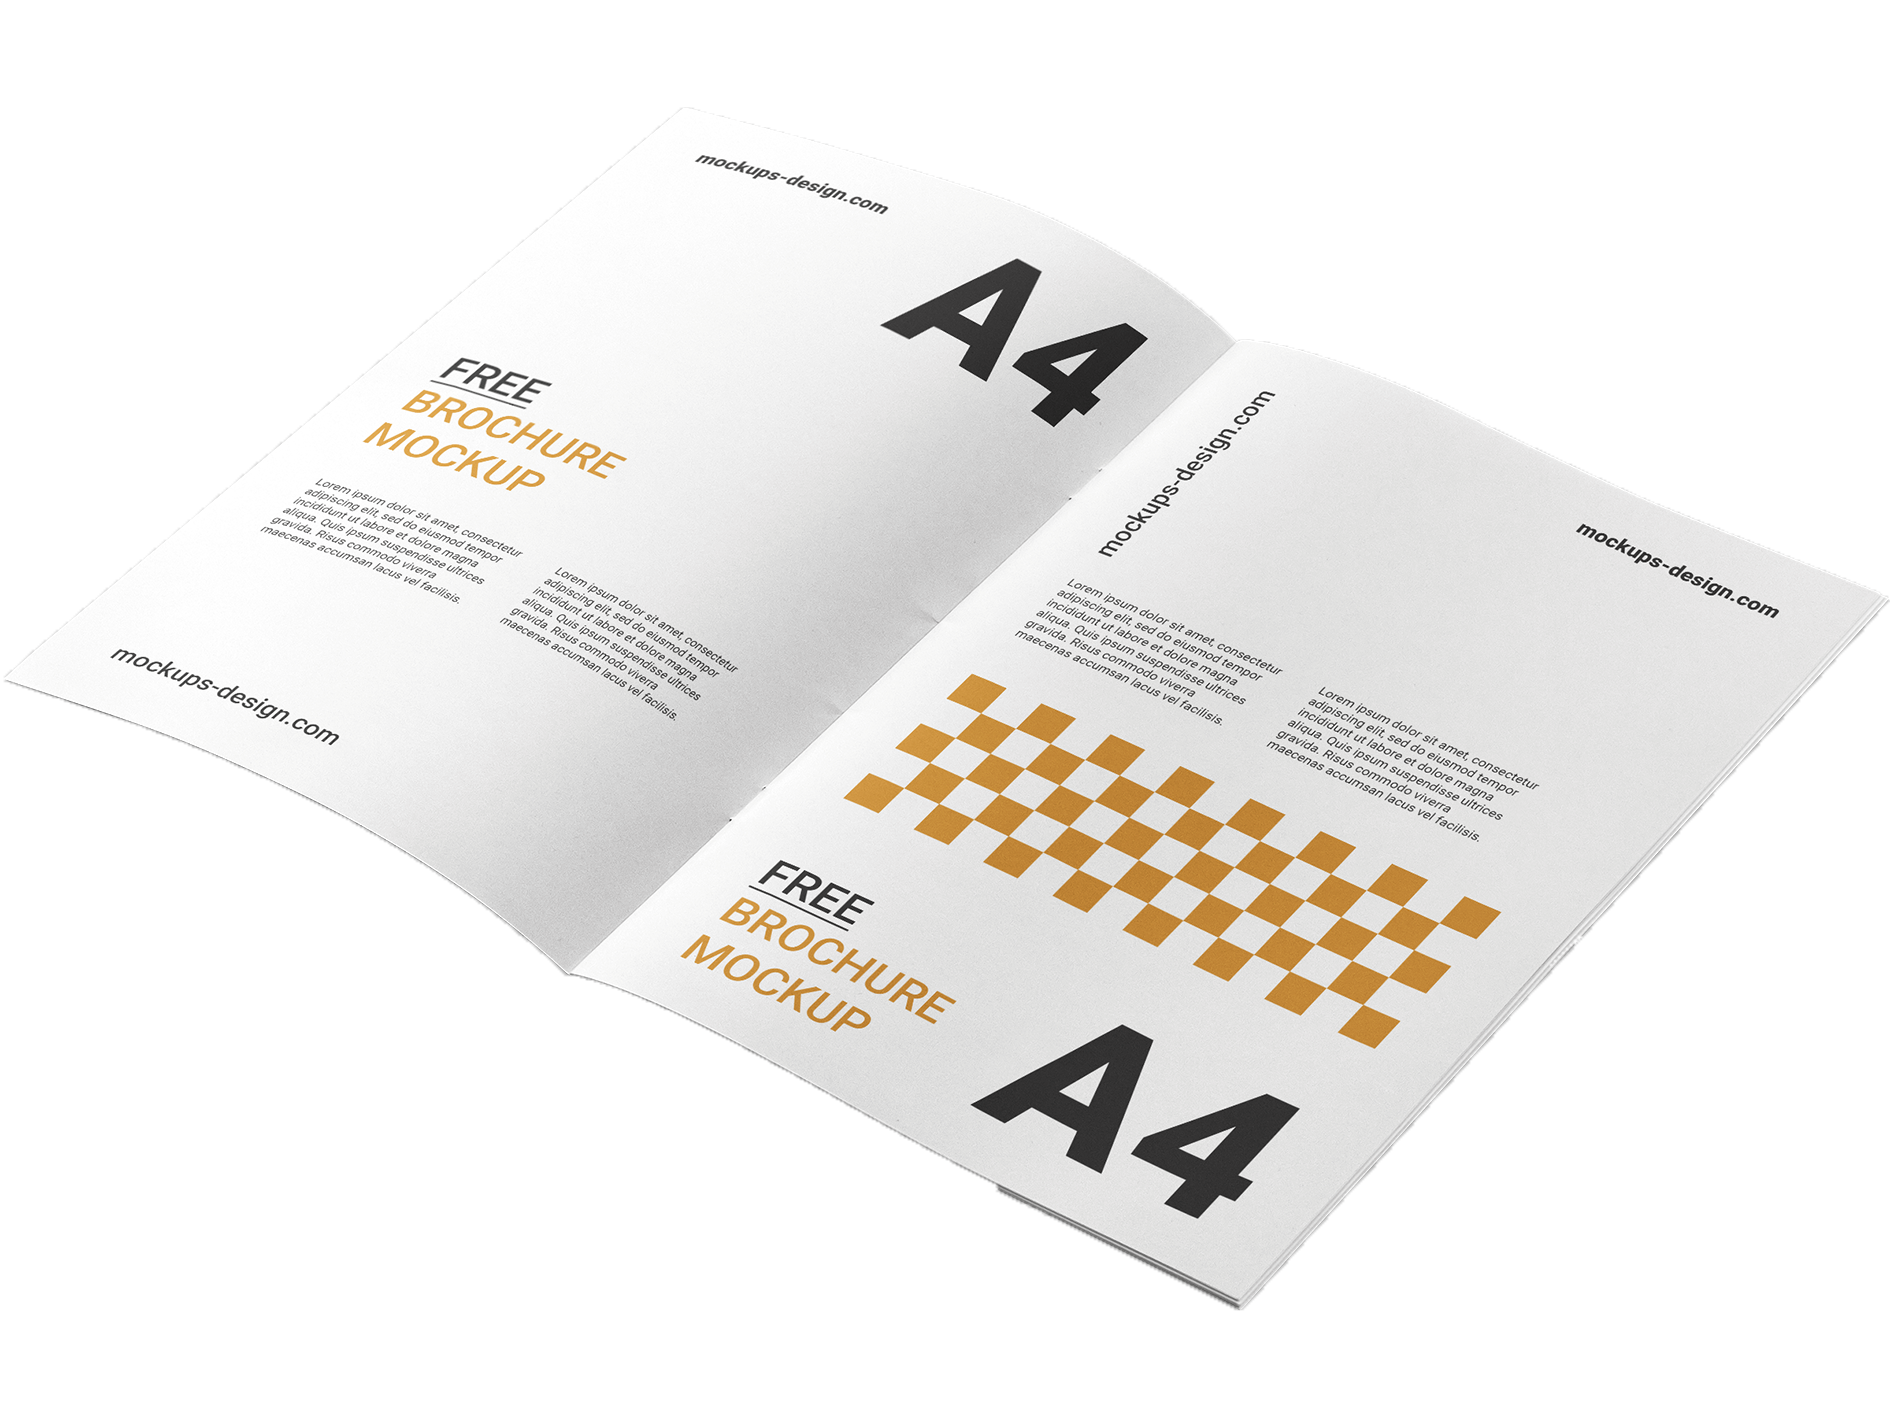 mockups-design.com
A4
FREE
BROCHURE
MOCKUP
Lorem ipsum dolor sit amet, consectetur
adipiscing elit, sed do eiusmod tempor
incididunt ut labore et dolore magna
aliqua. Quis ipsum suspendisse ultrices
gravida. Risus commodo viverra
maecenas accumsan lacus vel facilisis.
Lorem ipsum dolor sit amet, consectetur
adipiscing elit, sed do eiusmod tempor
incididunt ut labore et dolore magna
aliqua. Quis ipsum suspendisse ultrices
gravida. Risus commodo viverra
maecenas accumsan lacus vel facilisis.
mockups-design.com
mockups-design.com
mockups-design.com
Lorem ipsum dolor sit amet, consectetur
adipiscing elit, sed do eiusmod tempor
incididunt ut labore et dolore magna
aliqua. Quis ipsum suspendisse ultrices
gravida. Risus commodo viverra
maecenas accumsan lacus vel facilisis.
Lorem ipsum dolor sit amet, consectetur
adipiscing elit, sed do eiusmod tempor
incididunt ut labore et dolore magna
aliqua. Quis ipsum suspendisse ultrices
gravida. Risus commodo viverra
maecenas accumsan lacus vel facilisis.
FREE
BROCHURE
MOCKUP
A4